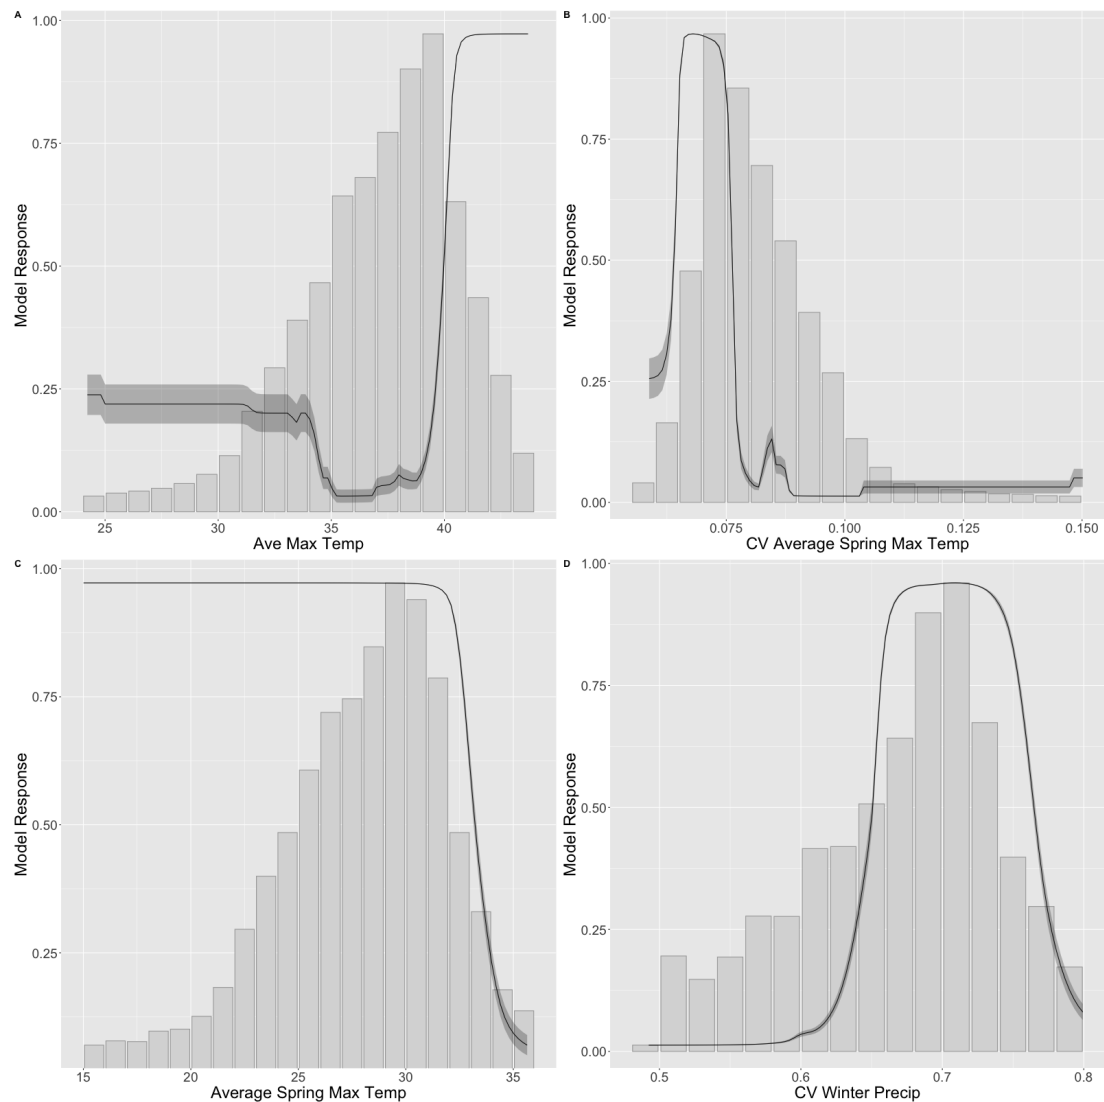 A
1.00
0.75
0.50
0.25
0.00
Model Response
25 30 35 40
Ave Max Temp
B
1.00
0.75
0.50
0.25
0.00
Model Response
0.075 0.100 0.125 0.150
CV Average Spring Max Temp
C
1.00
0.75
0.50
0.25
Model Response
15 20 25 30 35
Average Spring Max Temp
D
1.00
0.75
0.50
0.25
0.00
Model Response
0.5 0.6 0.7 0.8
CV Winter Precip